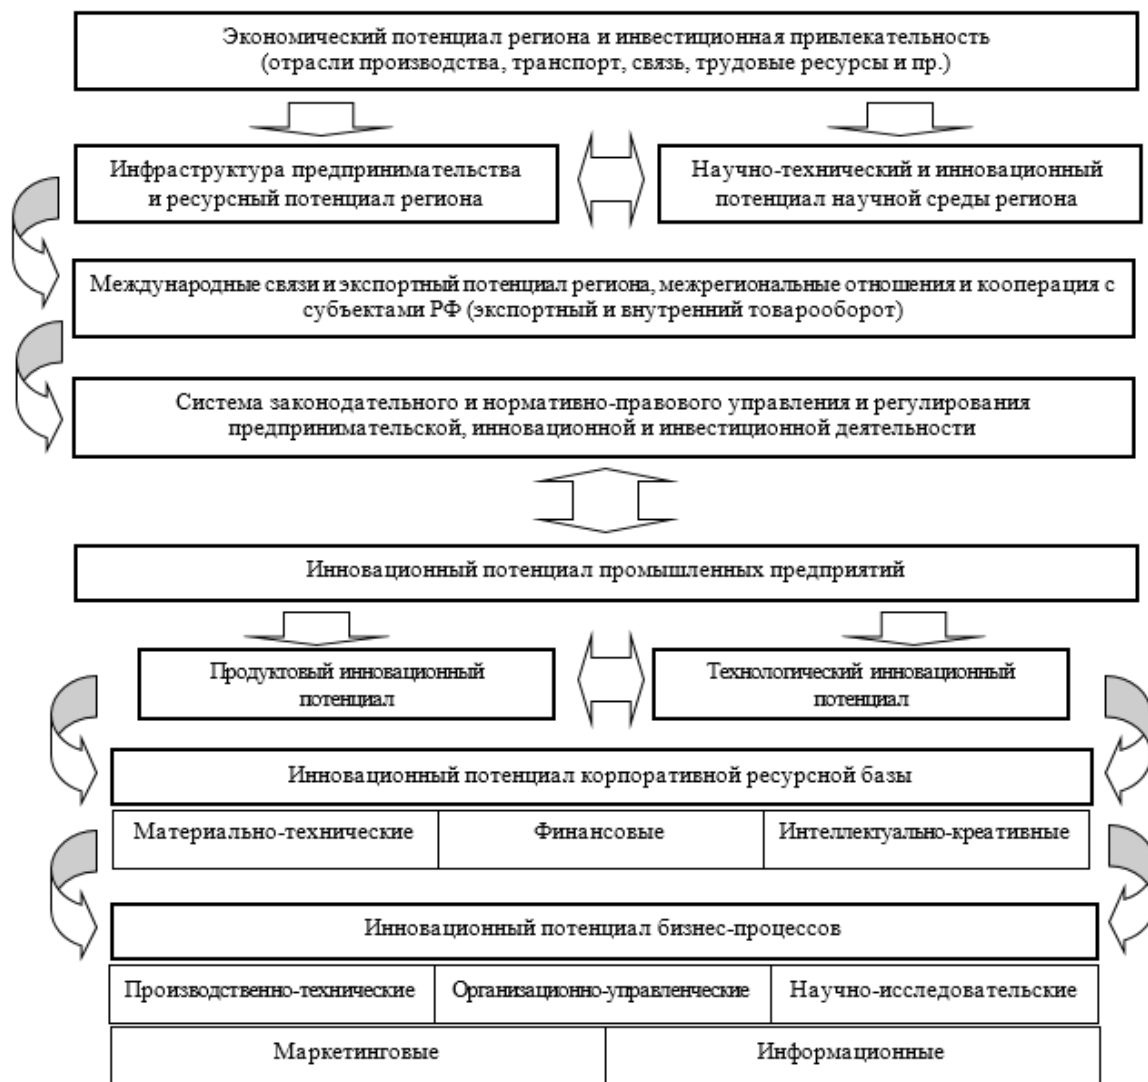 Экономический потенциал региона и инвестиционная привлекательность
(отрасли производства, транспорт, связь, трудовые ресурсы и пр.)
Инфраструктура предпринимательства
и ресурсный потенциал региона
Научно-технический и инновационный
потенциал научной среды региона
Международные связи и экспортный потенциал региона, межрегиональные отношения и кооперация с
субъектами РФ (экспортный и внутренний товарооборот)
Система законодательного и нормативно-правового управления и регулирования
предпринимательской, инновационной и инвестиционной деятельности
Инновационный потенциал промышленных предприятий
Продуктовый инновационный
потенциал
Технологический инновационный
потенциал
Инновационный потенциал корпоративной ресурсной базы
Материально-технические
Финансовые
Интеллектуально-креативные
Инновационный потенциал бизнес-процессов
Производственно-технические
Организационно-управленческие
Научно-исследовательские
Маркетинговые
Информационные